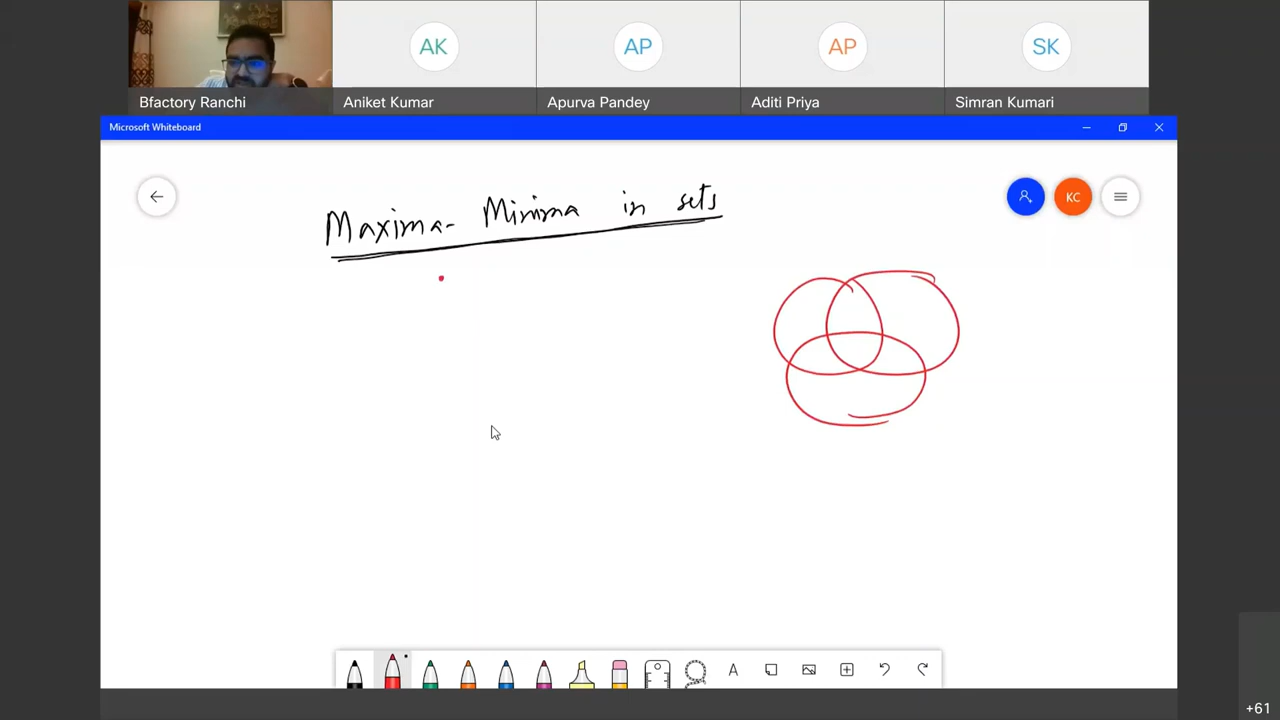 AK
AP
AP
SK
Bfactory Ranchi
Aniket Kumar
Apurva Pandey
Aditi Priya
Simran Kumari
Microsoft Whiteboard
KC
Maxima- Minima in sets
A
+61